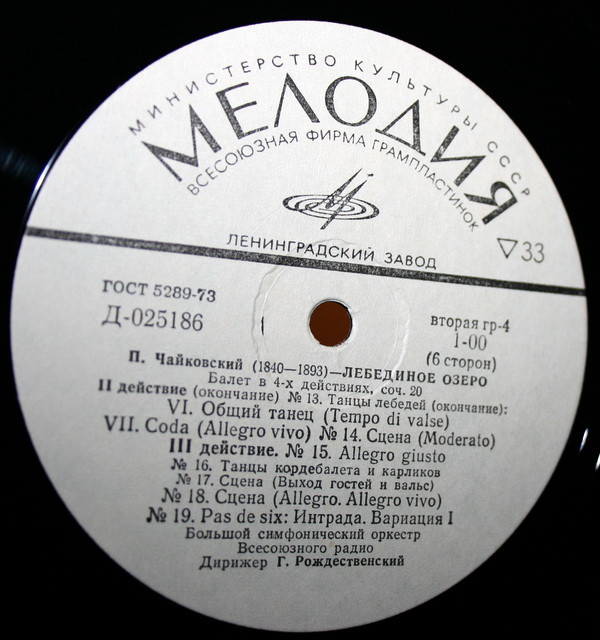 МИНИСТЕРСТВО КУЛЬТУРЫ СССР
МЕЛОДИЯ
ВСЕСОЮЗНАЯ ФИРМА ГРАМПЛАСТИНОК
ЛЕНИНГРАДСКИЙ ЗАВОД
33
ГОСТ 5289-73
Д-025186
вторая гр-4
1-00
(6 сторон)
П. Чайковский (1840—1893)—ЛЕБЕДИНОЕ ОЗЕРО
Балет в 4-х действиях, соч. 20
II действие (окончание) № 13. Танцы лебедей (окончание):
VI. Общий танец (Tempo di valse)
VII. Coda (Allegro vivo) № 14. Сцена (Moderato)
III действие. № 15. Allegro giusto
№ 16. Танцы кордебалета и карликов
№ 17. Сцена (Выход гостей и вальс)
№ 18. Сцена (Allegro. Allegro vivo)
№ 19. Pas de six: Интрада. Вариация I
Большой симфонический оркестр
Всесоюзного радио
Дирижер Г. Рождественский